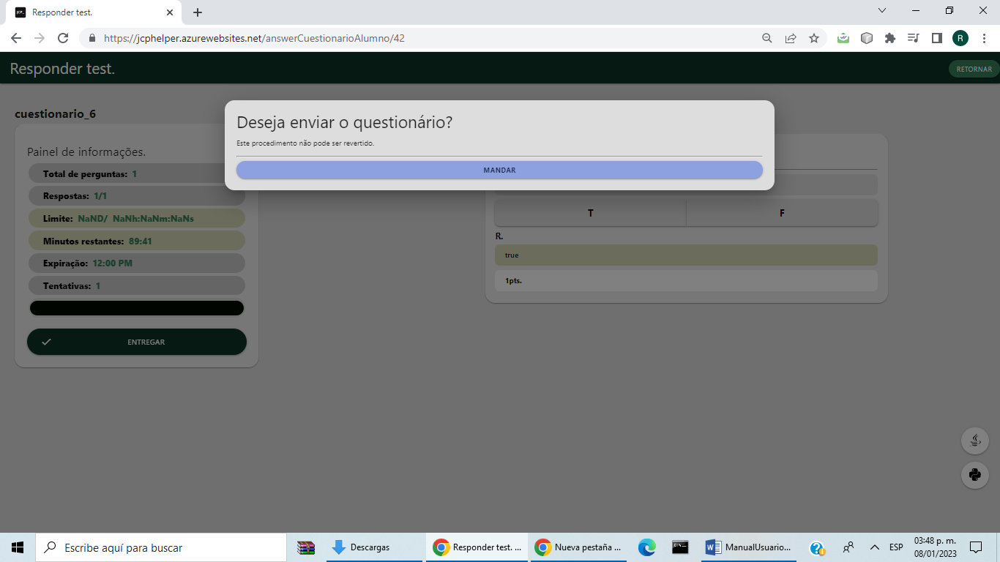 Responder test.
https://jcphelper.azurewebsites.net/answerCuestionarioAlumno/42
R
Responder test.
RETORNAR
cuestionario_6
Painel de informações.
Total de perguntas: 1
Respostas: 1/1
Limite: NaND/ NaNh:NaNm:NaNs
Minutos restantes: 89:41
Expiração: 12:00 PM
Tentativas: 1
ENTREGAR
Deseja enviar o questionário?
Este procedimento não pode ser revertido.
MANDAR
T F
R.
true
1pts.
Escribe aquí para buscar
Descargas
Responder test. ...
Nueva pestaña ...
ManualUsuario...
ESP
03:48 p. m.
08/01/2023